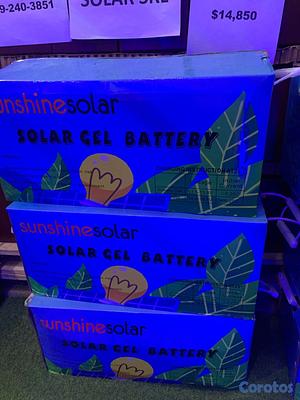 9-240-3851
SOLAR SRL
$14,850
sunshinesolar
SOLAR GEL BATTERY
sunshinesolar
SOLAR GEL BATTERY
sunshinesolar
SOLAR GEL BATTERY
Corotos